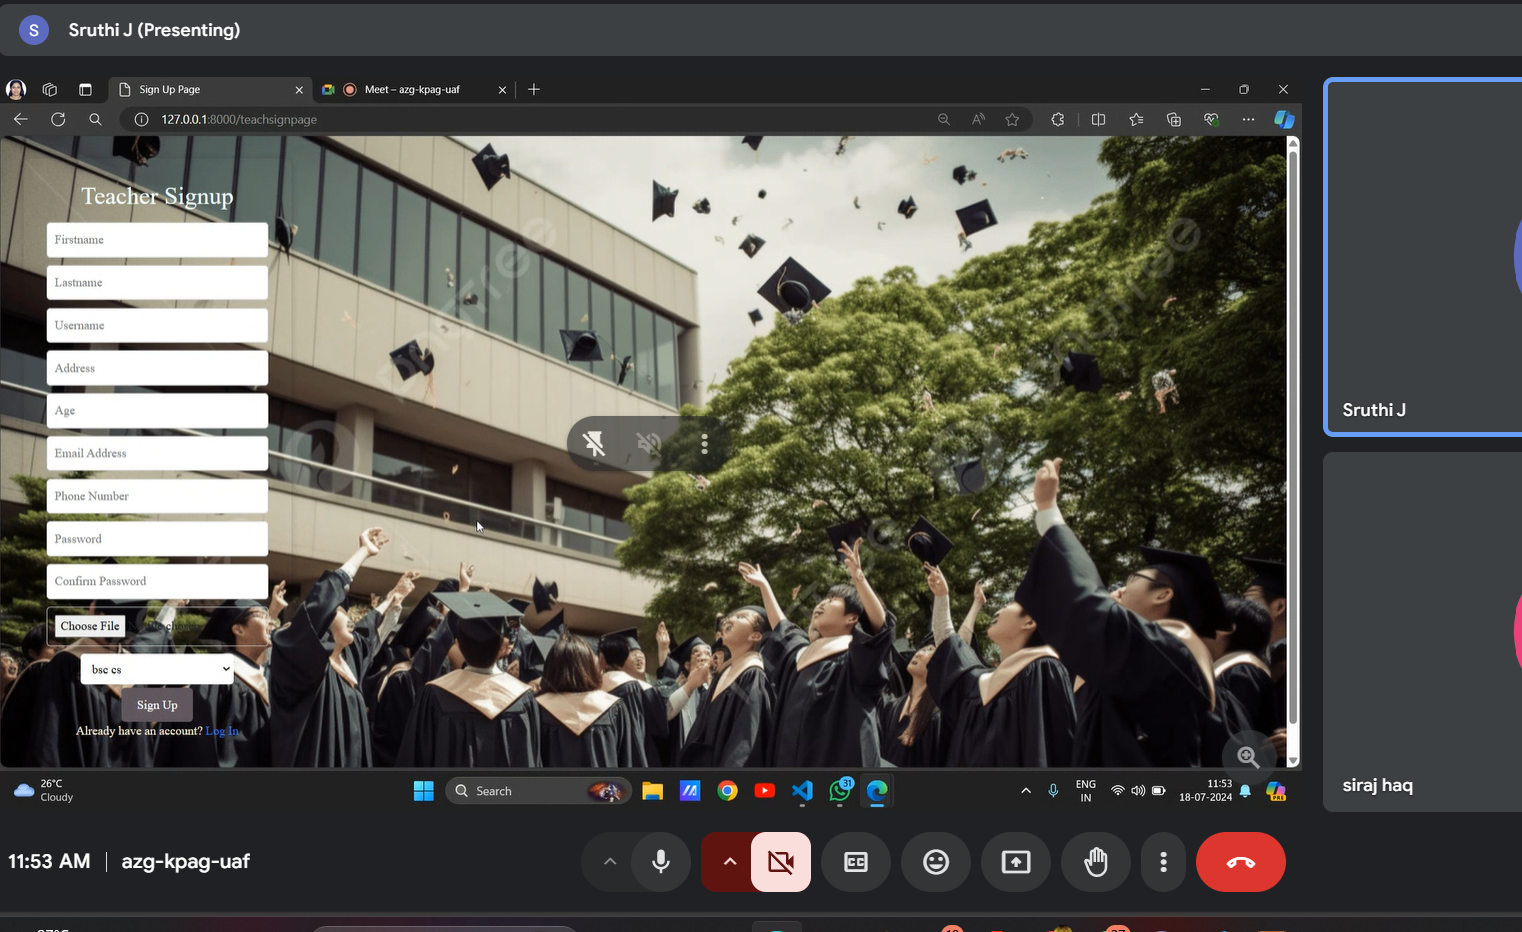 S Sruthi J (Presenting)
Sign Up Page
Meet – azg-kpag-uaf
127.0.0.1:8000/teachsignpage
Teacher Signup
Firstname
Lastname
Username
Address
Age
Email Address
Phone Number
Password
Confirm Password
Choose File
bsc cs
Sign Up
Already have an account? Log In
pngtree
Sruthi J
siraj haq
26°C
Cloudy
Search
31
ENG
IN
11:53
18-07-2024
PRE
11:53 AM | azg-kpag-uaf
CC